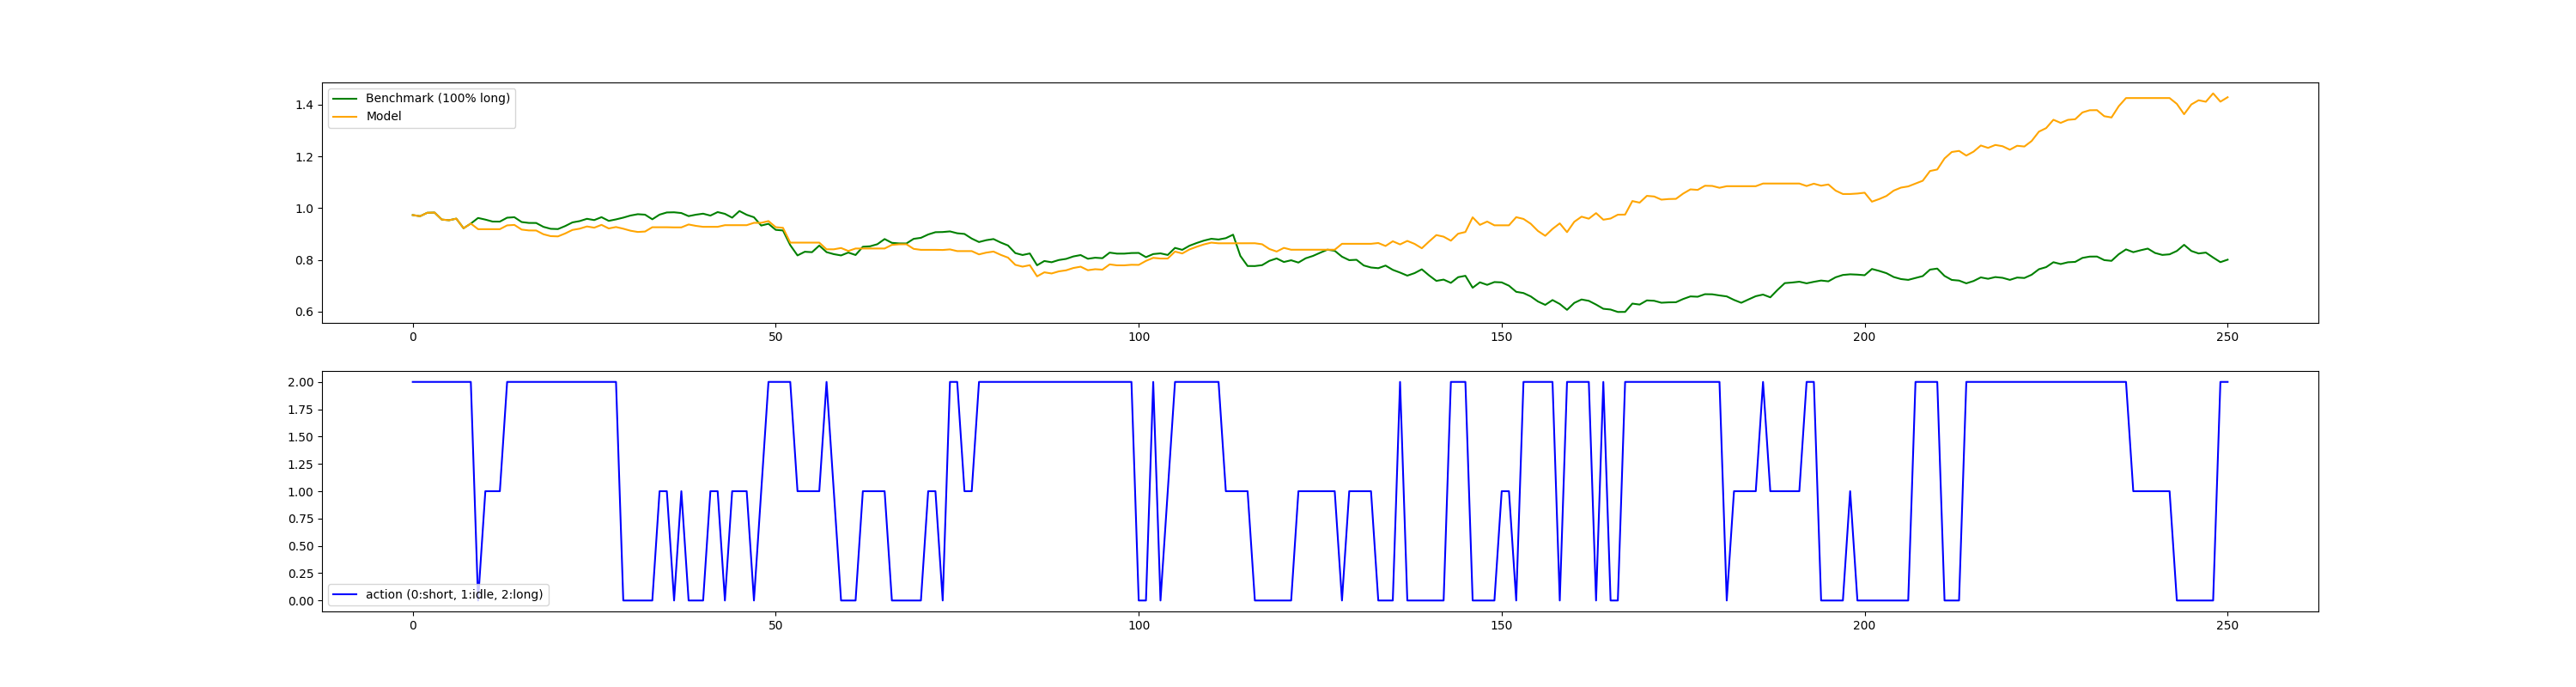 Benchmark (100% long)
Model
1.4
1.2
1.0
0.8
0.6
0 50 100 150 200 250
2.00
1.75
1.50
1.25
1.00
0.75
0.50
0.25
0.00
action (0:short, 1:idle, 2:long)
0 50 100 150 200 250